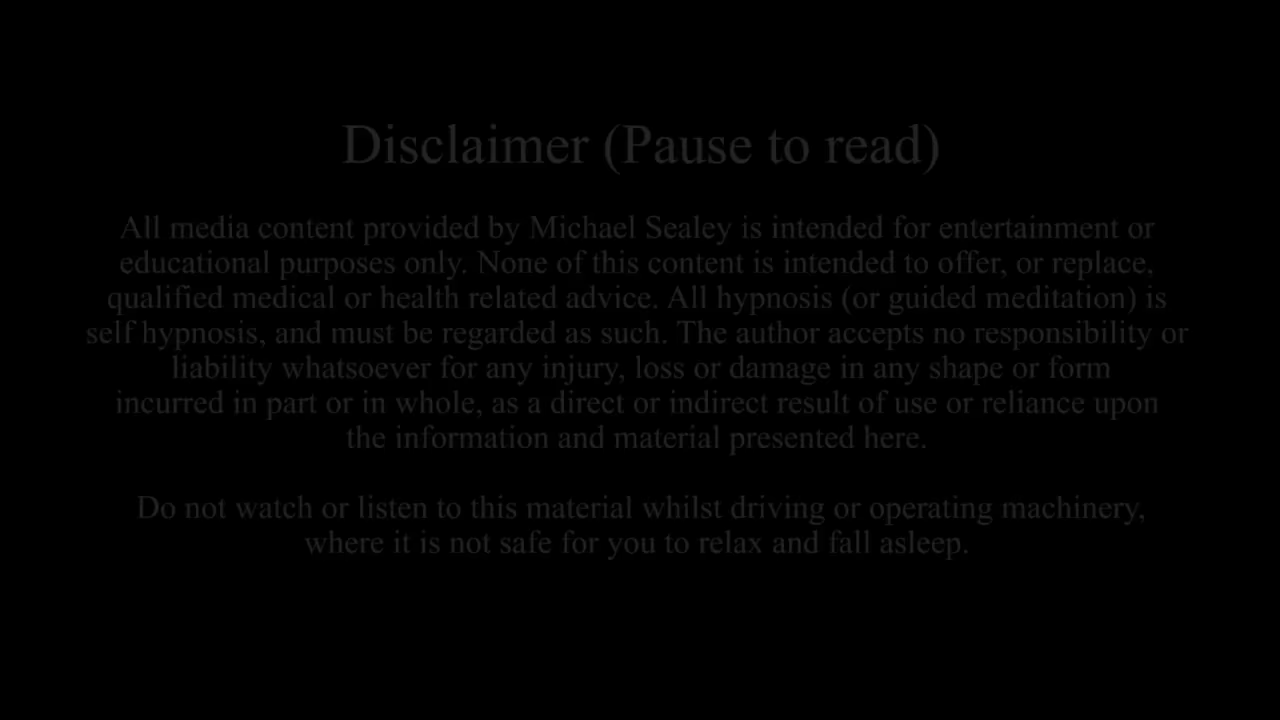 Disclaimer (Pause to read)
All media content provided by Michael Sealey is intended for entertainment or
educational purposes only. None of this content is intended to offer, or replace,
qualified medical or health related advice. All hypnosis (or guided meditation) is
self hypnosis, and must be regarded as such. The author accepts no responsibility or
liability whatsoever for any injury, loss or damage in any shape or form
incurred in part or in whole, as a direct or indirect result of use or reliance upon
the information and material presented here.
Do not watch or listen to this material whilst driving or operating machinery,
where it is not safe for you to relax and fall asleep.